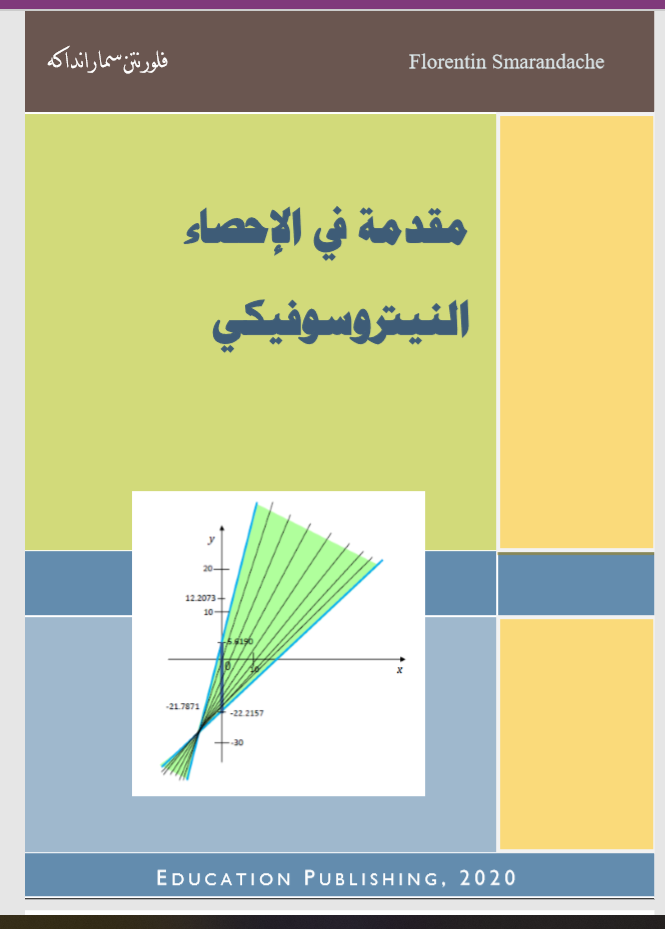 فلورنتن سمارانداكه
Florentin Smarandache
مقدمة في الإحصاء
النيتروسوفيكي
y
20
12.2073
10
5.6190
0
10
x
-21.7871
-22.2157
-30
EDUCATION PUBLISHING, 2020